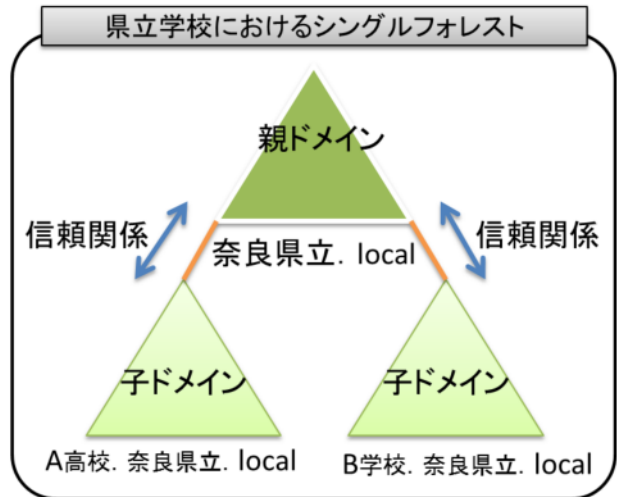 県立学校におけるシングルフォレスト
親ドメイン
信頼関係
信頼関係
奈良県立．local
子ドメイン
子ドメイン
A高校．奈良県立．local
B学校．奈良県立．local